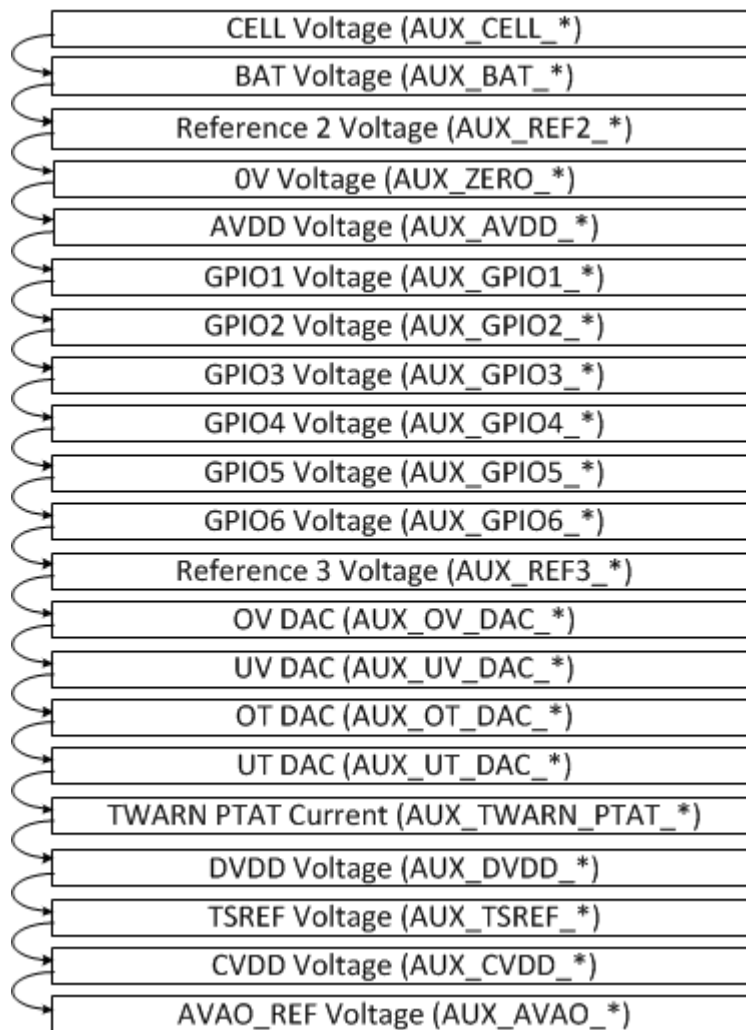 CELL Voltage (AUX_CELL_*)
BAT Voltage (AUX_BAT_*)
Reference 2 Voltage (AUX_REF2_*)
0V Voltage (AUX_ZERO_*)
AVDD Voltage (AUX_AVDD_*)
GPIO1 Voltage (AUX_GPIO1_*)
GPIO2 Voltage (AUX_GPIO2_*)
GPIO3 Voltage (AUX_GPIO3_*)
GPIO4 Voltage (AUX_GPIO4_*)
GPIO5 Voltage (AUX_GPIO5_*)
GPIO6 Voltage (AUX_GPIO6_*)
Reference 3 Voltage (AUX_REF3_*)
OV DAC (AUX_OV_DAC_*)
UV DAC (AUX_UV_DAC_*)
OT DAC (AUX_OT_DAC_*)
UT DAC (AUX_UT_DAC_*)
TWARN PTAT Current (AUX_TWARN_PTAT_*)
DVDD Voltage (AUX_DVDD_*)
TSREF Voltage (AUX_TSREF_*)
CVDD Voltage (AUX_CVDD_*)
AVAO_REF Voltage (AUX_AVAO_*)